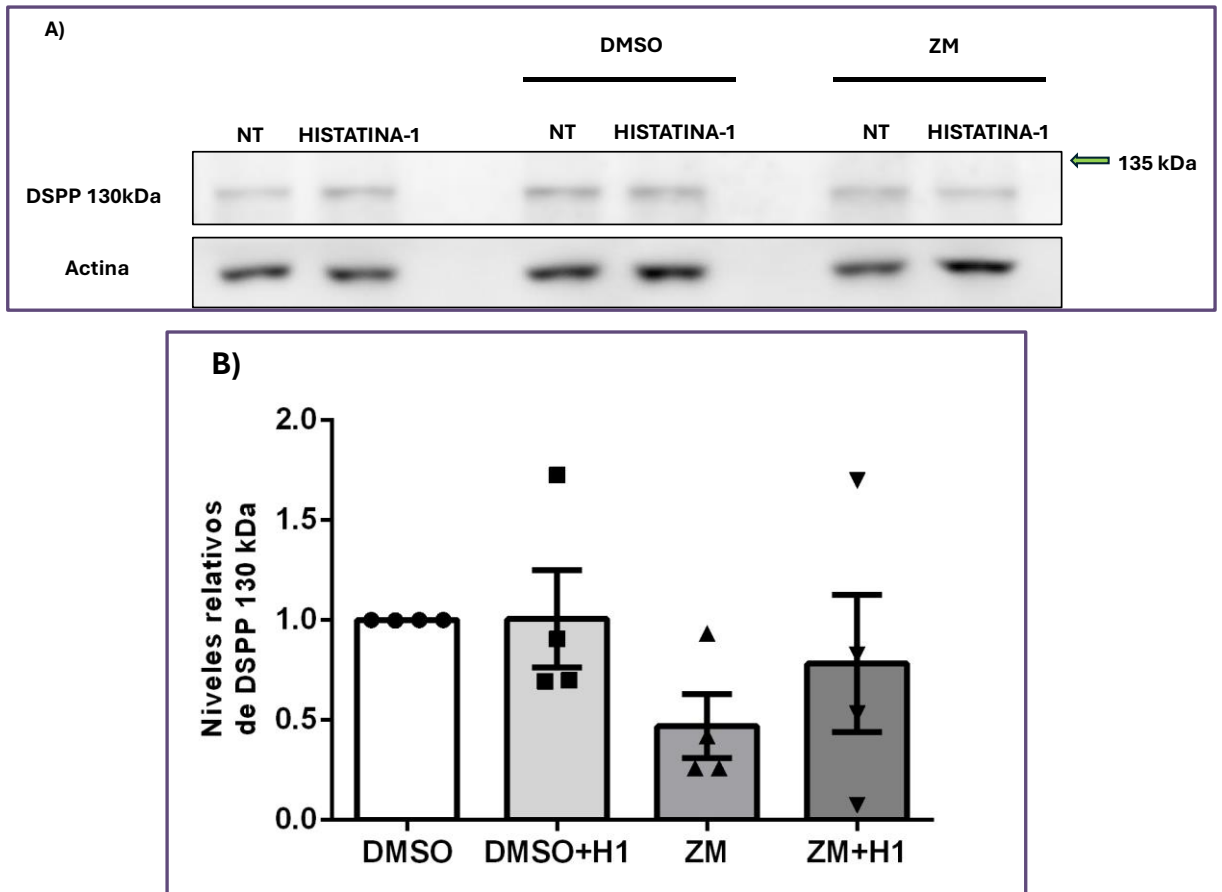 A)
DMSO
ZM
NT
HISTATINA-1
NT
HISTATINA-1
NT
HISTATINA-1
135 kDa
DSPP 130kDa
Actina
B)
Niveles relativos
de DSPP 130 kDa
2.0
1.5
1.0
0.5
0.0
DMSO
DMSO+H1
ZM
ZM+H1